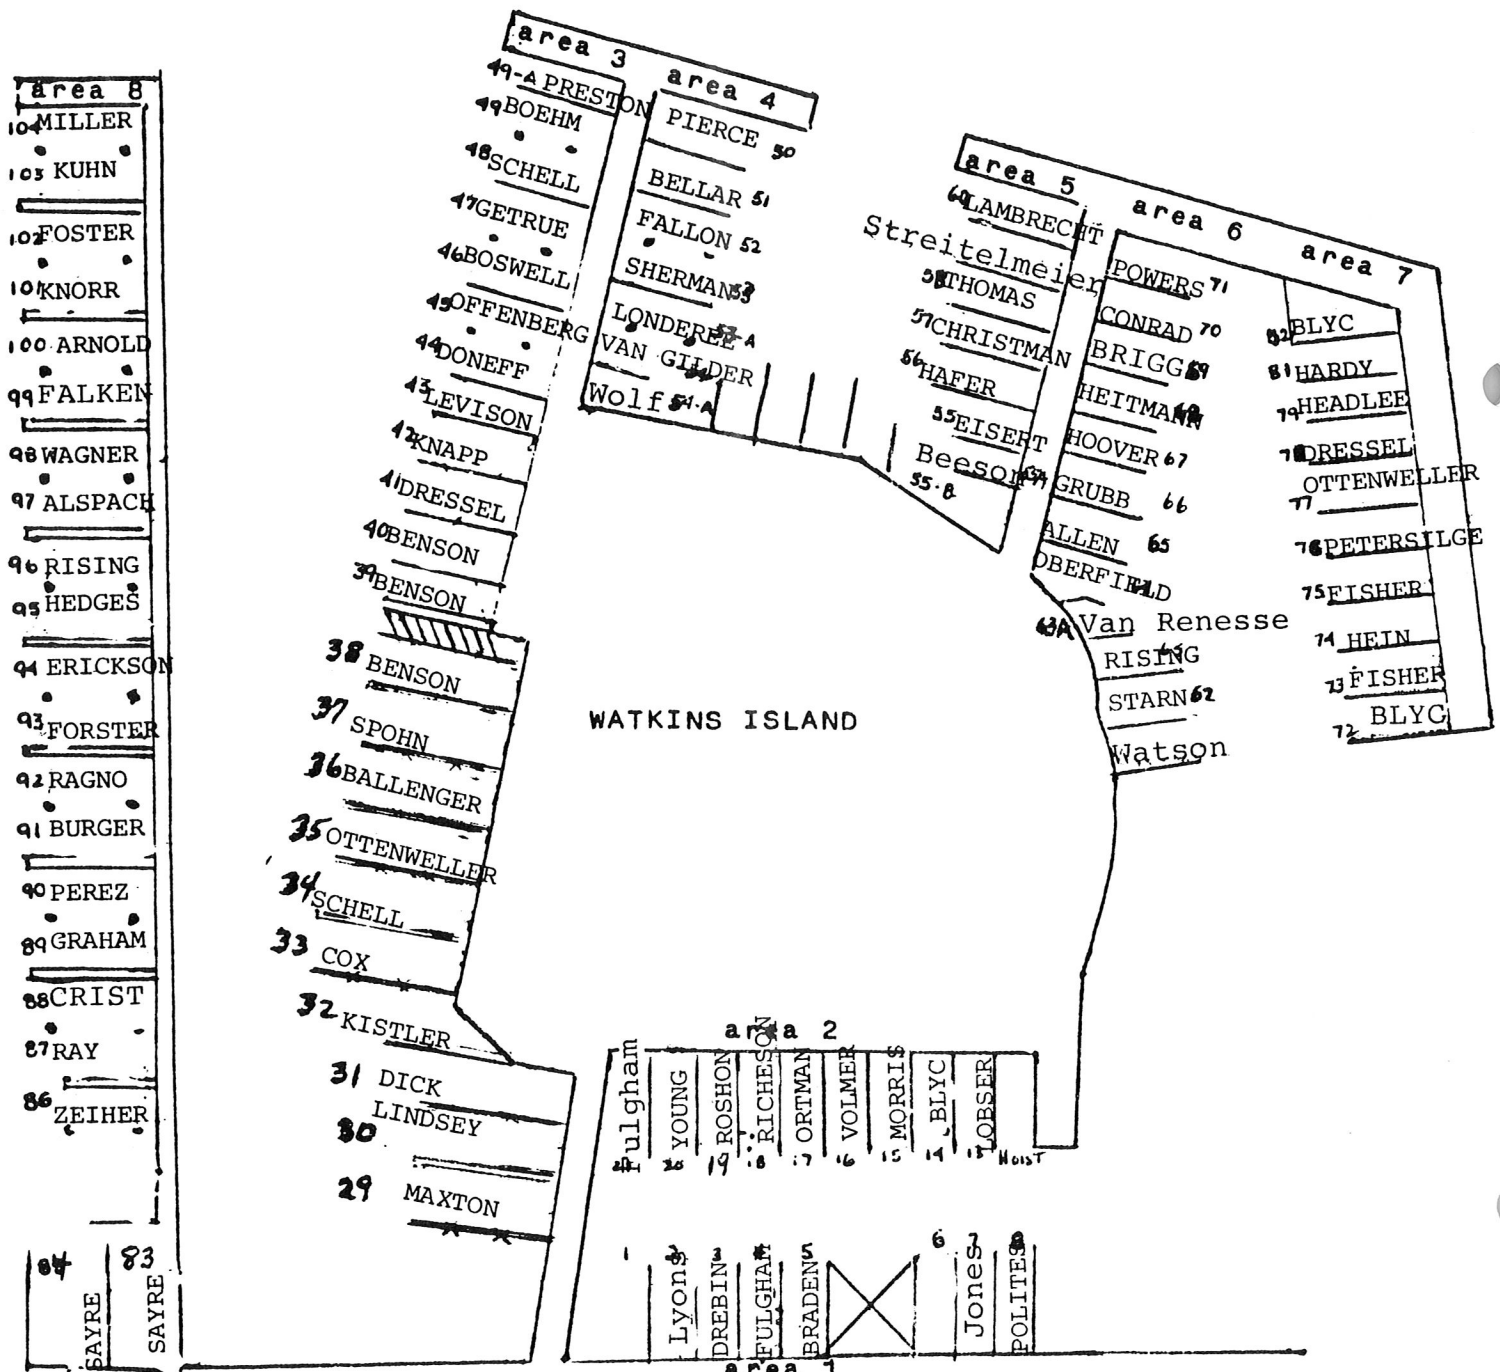 area 8
104 MILLER
103 KUHN
102 FOSTER
101 KNORR
100 ARNOLD
99 FALKEN
98 WAGNER
97 ALSPACH
96 RISING
95 HEDGES
94 ERICKSON
93 FORSTER
92 RAGNO
91 BURGER
90 PEREZ
89 GRAHAM
88 CRIST
87 RAY
86 ZEIHER
84 SAYRE
83 SAYRE
area 3
49-A PRESTON
49 BOEHM
48 SCHELL
47 GETRUE
46 BOSWELL
45 OFFENBERG
44 DONEFF
43 LEVISON
42 KNAPP
41 DRESSEL
40 BENSON
39 BENSON
38 BENSON
37 SPOHN
36 BALLENGER
35 OTTENWELLER
34 SCHELL
33 COX
32 KISTLER
31 DICK
LINDSEY
30
29 MAXTON
area 4
PIERCE 50
BELLAR 51
FALLON 52
SHERMAN 53
LONDEREE 53-A
VAN GILDER 54
Wolf 54-A
area 5
60 LAMBRECHT
Streitelmeier
58 THOMAS
57 CHRISTMAN
56 HAFER
55 EISERT
Beeson
55-B
area 6
POWERS 71
CONRAD 70
BRIGGS 69
HEITMANN 68
HOOVER 67
GRUBB 66
ALLEN 65
OBERFIELD 64
63A Van Renesse
RISING 63
STARN 62
Watson
area 7
82 BLYC
81 HARDY
79 HEADLEE
78 DRESSEL
OTTENWELLER
77
76 PETERSILGE
75 FISHER
74 HEIN
73 FISHER
72 BLYC
WATKINS ISLAND
area 2
Fulgham
20 YOUNG
19 ROSHON
18 RICHESON
17 ORTMAN
16 VOLMER
15 MORRIS
14 BLYC
13 LOBSER
HOIST
1
2 Lyons
3 DREBIN
4 FULGHAM
5 BRADEN
6
7 Jones
8 POLITES
area 1